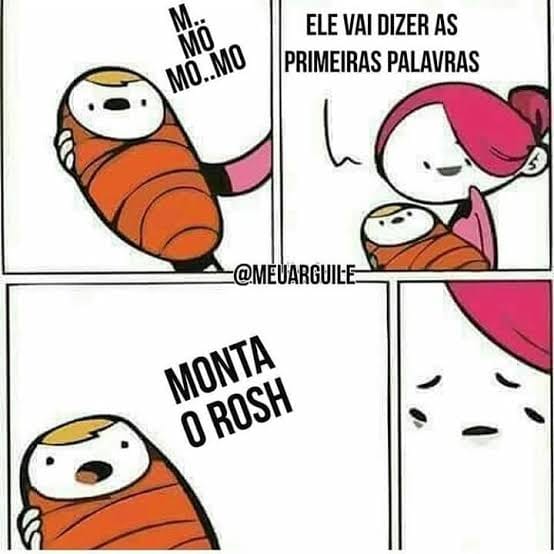 M..
MÔ
MO..MO
ELE VAI DIZER AS
PRIMEIRAS PALAVRAS
@MEUARGUILE
MONTA
O ROSH